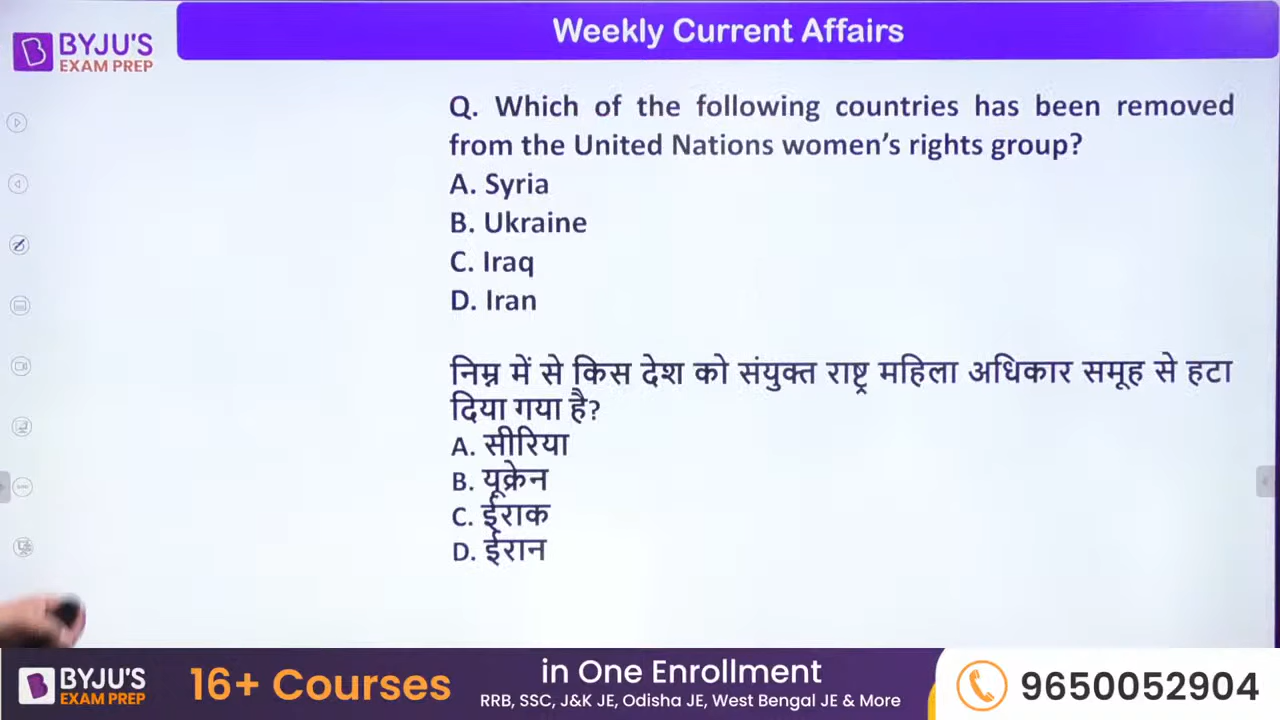 BYJU'S
EXAM PREP
Weekly Current Affairs
Q. Which of the following countries has been removed
from the United Nations women's rights group?
A. Syria
B. Ukraine
C. Iraq
D. Iran
निम्न में से किस देश को संयुक्त राष्ट्र महिला अधिकार समूह से हटा
दिया गया है?
A. सीरिया
B. यूक्रेन
C. ईराक
D. ईरान
BYJU'S
EXAM PREP
16+ Courses
in One Enrollment
RRB, SSC, J&K JE, Odisha JE, West Bengal JE & More
9650052904